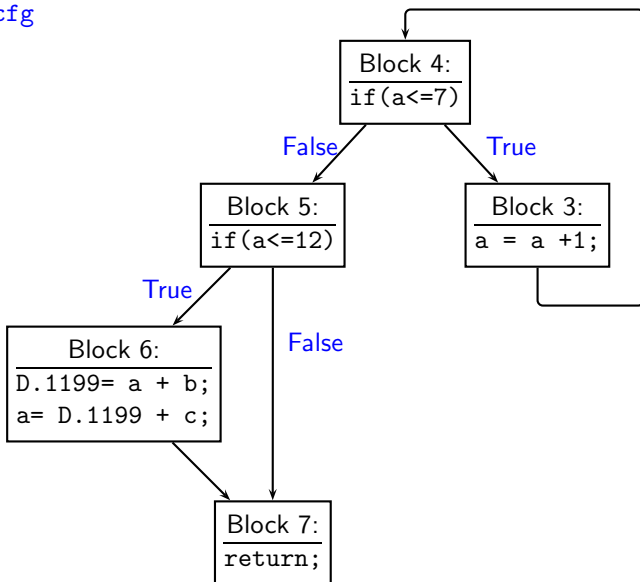 cfg
Block 4:
if(a<=7)
False
True
Block 5:
if(a<=12)
Block 3:
a = a +1;
True
False
Block 6:
D.1199= a + b;
a= D.1199 + c;
Block 7:
return;